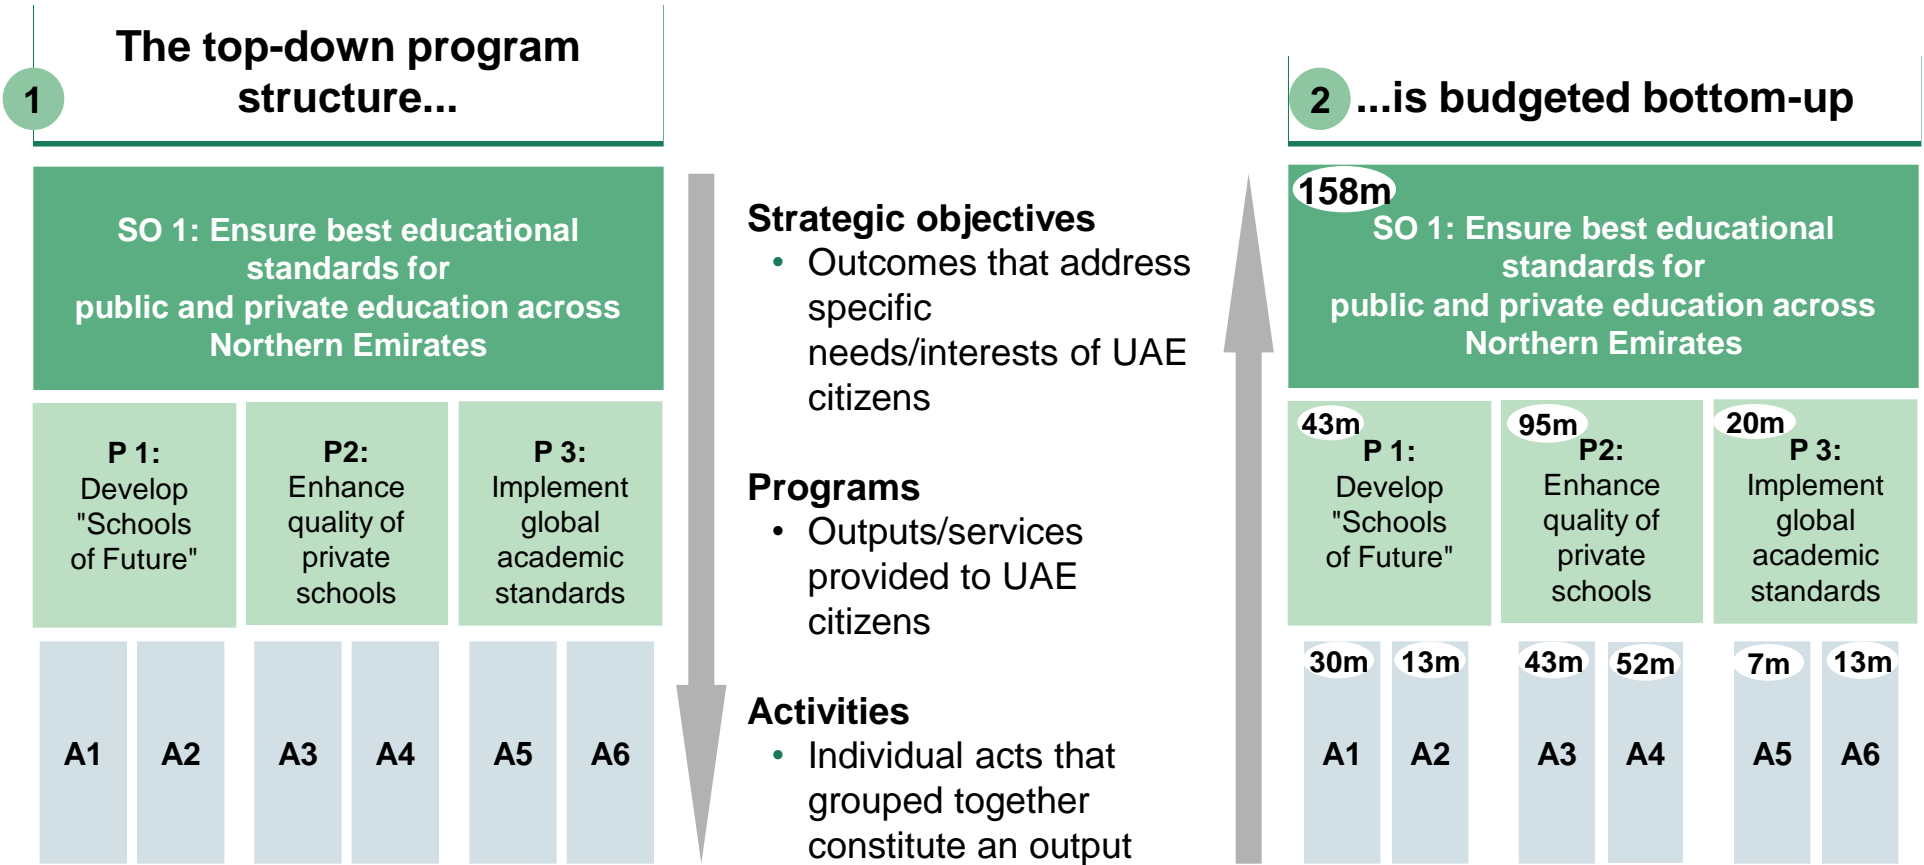 1
The top-down program
structure...
SO 1: Ensure best educational
standards for
public and private education across
Northern Emirates
P 1:
Develop
"Schools
of Future"
P2:
Enhance
quality of
private
schools
P 3:
Implement
global
academic
standards
A1
A2
A3
A4
A5
A6
Strategic objectives
• Outcomes that address
specific
needs/interests of UAE
citizens
Programs
• Outputs/services
provided to UAE
citizens
Activities
• Individual acts that
grouped together
constitute an output
2
...is budgeted bottom-up
158m
SO 1: Ensure best educational
standards for
public and private education across
Northern Emirates
43m
P 1:
Develop
"Schools
of Future"
95m
P2:
Enhance
quality of
private
schools
20m
P 3:
Implement
global
academic
standards
30m
13m
43m
52m
7m
13m
A1
A2
A3
A4
A5
A6